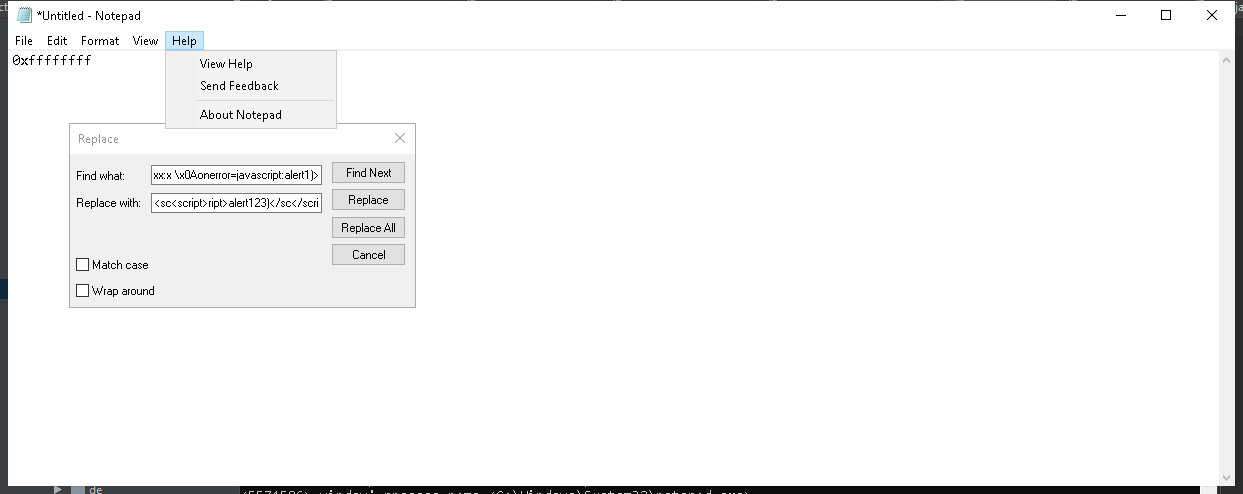 *Untitled - Notepad
File Edit Format View Help
0xffffffff
View Help
Send Feedback
About Notepad
Replace
Find what: xx:x \x0Aonerror=javascript:alert1)>
Find Next
Replace with: <sc<script>ript>alert123)</sc</scri
Replace
Replace All
Cancel
Match case
Wrap around
de